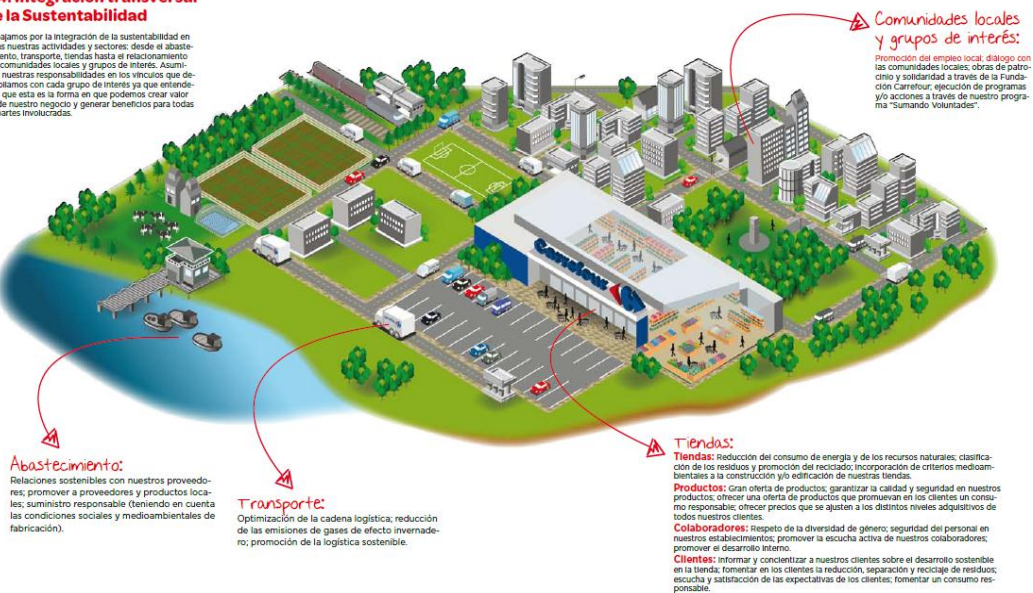 n integración transversal
e la Sustentabilidad
bajamos por la integración de la sustentabilidad en
as nuestras actividades y sectores: desde el abaste-
ento, transporte, tiendas hasta el relacionamiento
comunidades locales y grupos de interés. Asumi-
nuestras responsabilidades en los vínculos que de-
ollamos con cada grupo de interés ya que entende-
que esta es la forma en que podemos crear valor
de nuestro negocio y generar beneficios para todas
partes involucradas.
Comunidades locales
y grupos de interés:
Promoción del empleo local; diálogo con
las comunidades locales; obras de patro-
cinio y solidaridad a través de la Funda-
ción Carrefour; ejecución de programas
y/o acciones a través de nuestro progra-
ma "Sumando Voluntades".
Carrefour
Abastecimiento:
Relaciones sostenibles con nuestros proveedo-
res; promover a proveedores y productos loca-
les; suministro responsable (teniendo en cuenta
las condiciones sociales y medioambientales de
fabricación).
Transporte:
Optimización de la cadena logística; reducción
de las emisiones de gases de efecto invernade-
ro; promoción de la logística sostenible.
Tiendas:
Tiendas: Reducción del consumo de energía y de los recursos naturales; clasifica-
ción de los residuos y promoción del reciclado; incorporación de criterios medioam-
bientales a la construcción y/o edificación de nuestras tiendas.
Productos: Gran oferta de productos; garantizar la calidad y seguridad en nuestros
productos; ofrecer una oferta de productos que promuevan en los clientes un consu-
mo responsable; ofrecer precios que se ajusten a los distintos niveles adquisitivos de
todos nuestros clientes.
Colaboradores: Respeto de la diversidad de género; seguridad del personal en
nuestros establecimientos; promover la escucha activa de nuestros colaboradores;
promover el desarrollo interno.
Clientes: informar y concientizar a nuestros clientes sobre el desarrollo sostenible
en la tienda; fomentar en los clientes la reducción, separación y reciclaje de residuos;
escucha y satisfacción de las expectativas de los clientes; fomentar un consumo res-
ponsable.